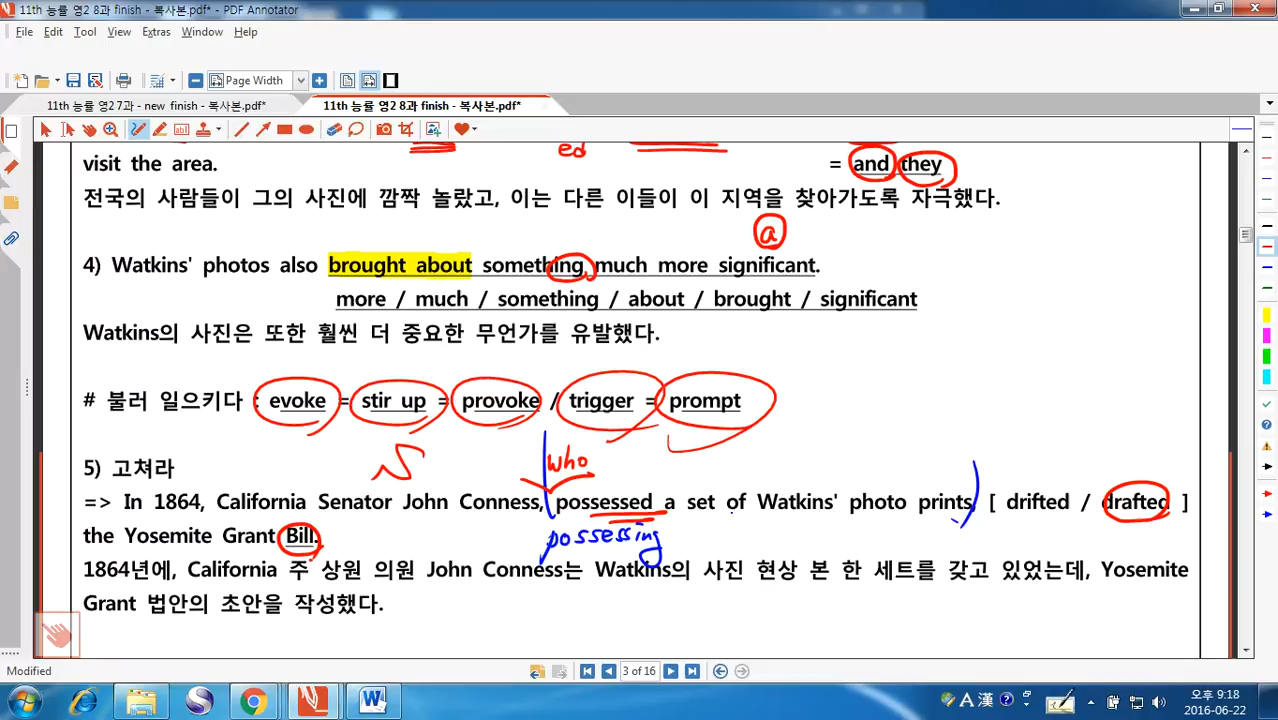 11th 능률 영2 8과 finish - 복사본.pdf* - PDF Annotator
File Edit Tool View Extras Window Help
Page Width
11th 능률 영2 7과 - new finish - 복사본.pdf* 11th 능률 영2 8과 finish - 복사본.pdf*
ed
visit the area. = and they
전국의 사람들이 그의 사진에 깜짝 놀랐고, 이는 다른 이들이 이 지역을 찾아가도록 자극했다.
a
4) Watkins' photos also brought about something much more significant.
more / much / something / about / brought / significant
Watkins의 사진은 또한 훨씬 더 중요한 무언가를 유발했다.
# 불러 일으키다 : evoke = stir up = provoke / trigger = prompt
S who
5) 고쳐라
=> In 1864, California Senator John Conness, possessed a set of Watkins' photo prints, [ drifted / drafted ]
the Yosemite Grant Bill.
possessing
1864년에, California 주 상원 의원 John Conness는 Watkins의 사진 현상 본 한 세트를 갖고 있었는데, Yosemite
Grant 법안의 초안을 작성했다.
Modified 3 of 16
A 漢 오후 9:18
2016-06-22